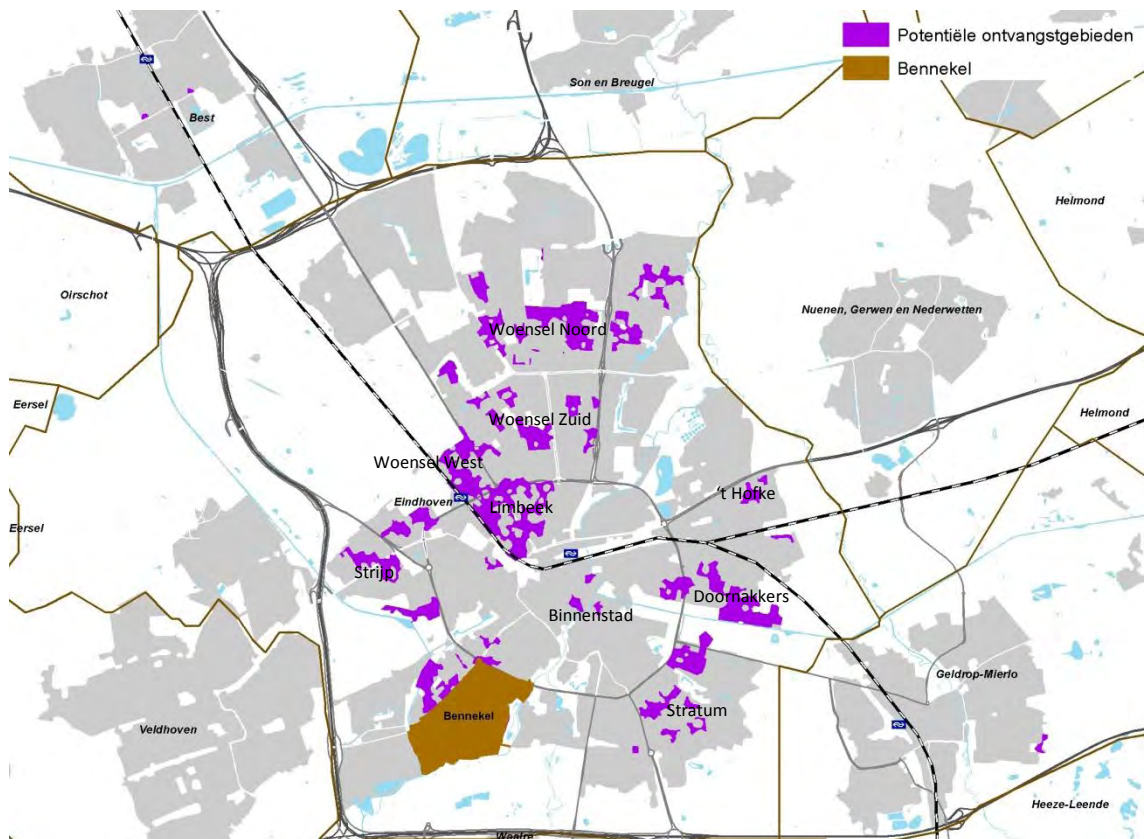 Potentiële ontvangstgebieden
Bennekel
Son en Breugel
Best
Helmond
Oirschot
Nuenen, Gerwen en Nederwetten
Woensel Noord
Eersel
Helmond
Woensel Zuid
Woensel West
't Hofke
Eindhoven
Limbeek
Eersel
Strijp
Doornakkers
Binnenstad
Geldrop-Mierlo
Stratum
Bennekel
Veldhoven
Heeze-Leende
Waalre